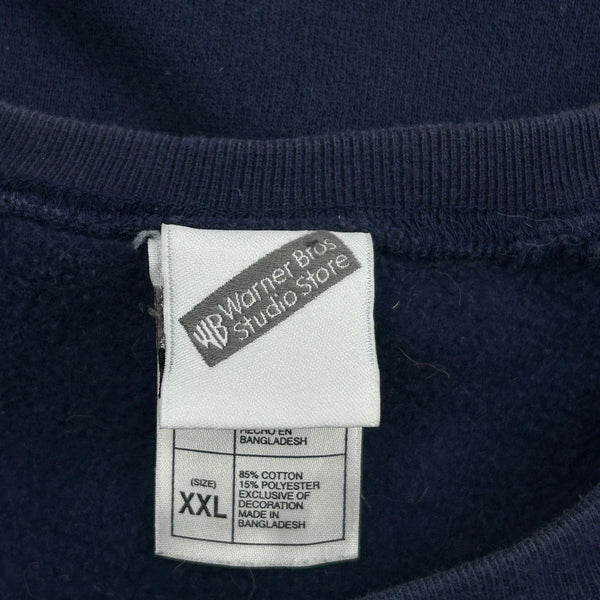 WB Warner Bros
Studio Store
HECHO EN
BANGLADESH
(SIZE)
XXL
85% COTTON
15% POLYESTER
EXCLUSIVE OF
DECORATION
MADE IN
BANGLADESH